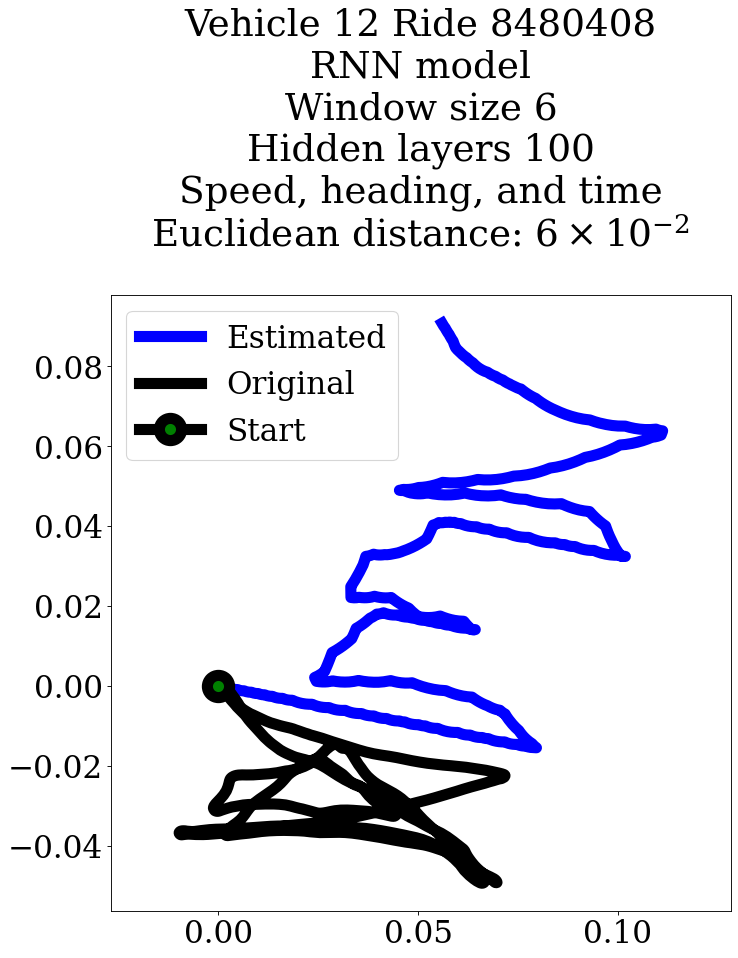 Vehicle 12 Ride 8480408
RNN model
Window size 6
Hidden layers 100
Speed, heading, and time
Euclidean distance: 6 × 10⁻²
Estimated
Original
Start
0.08
0.06
0.04
0.02
0.00
−0.02
−0.04
0.00 0.05 0.10